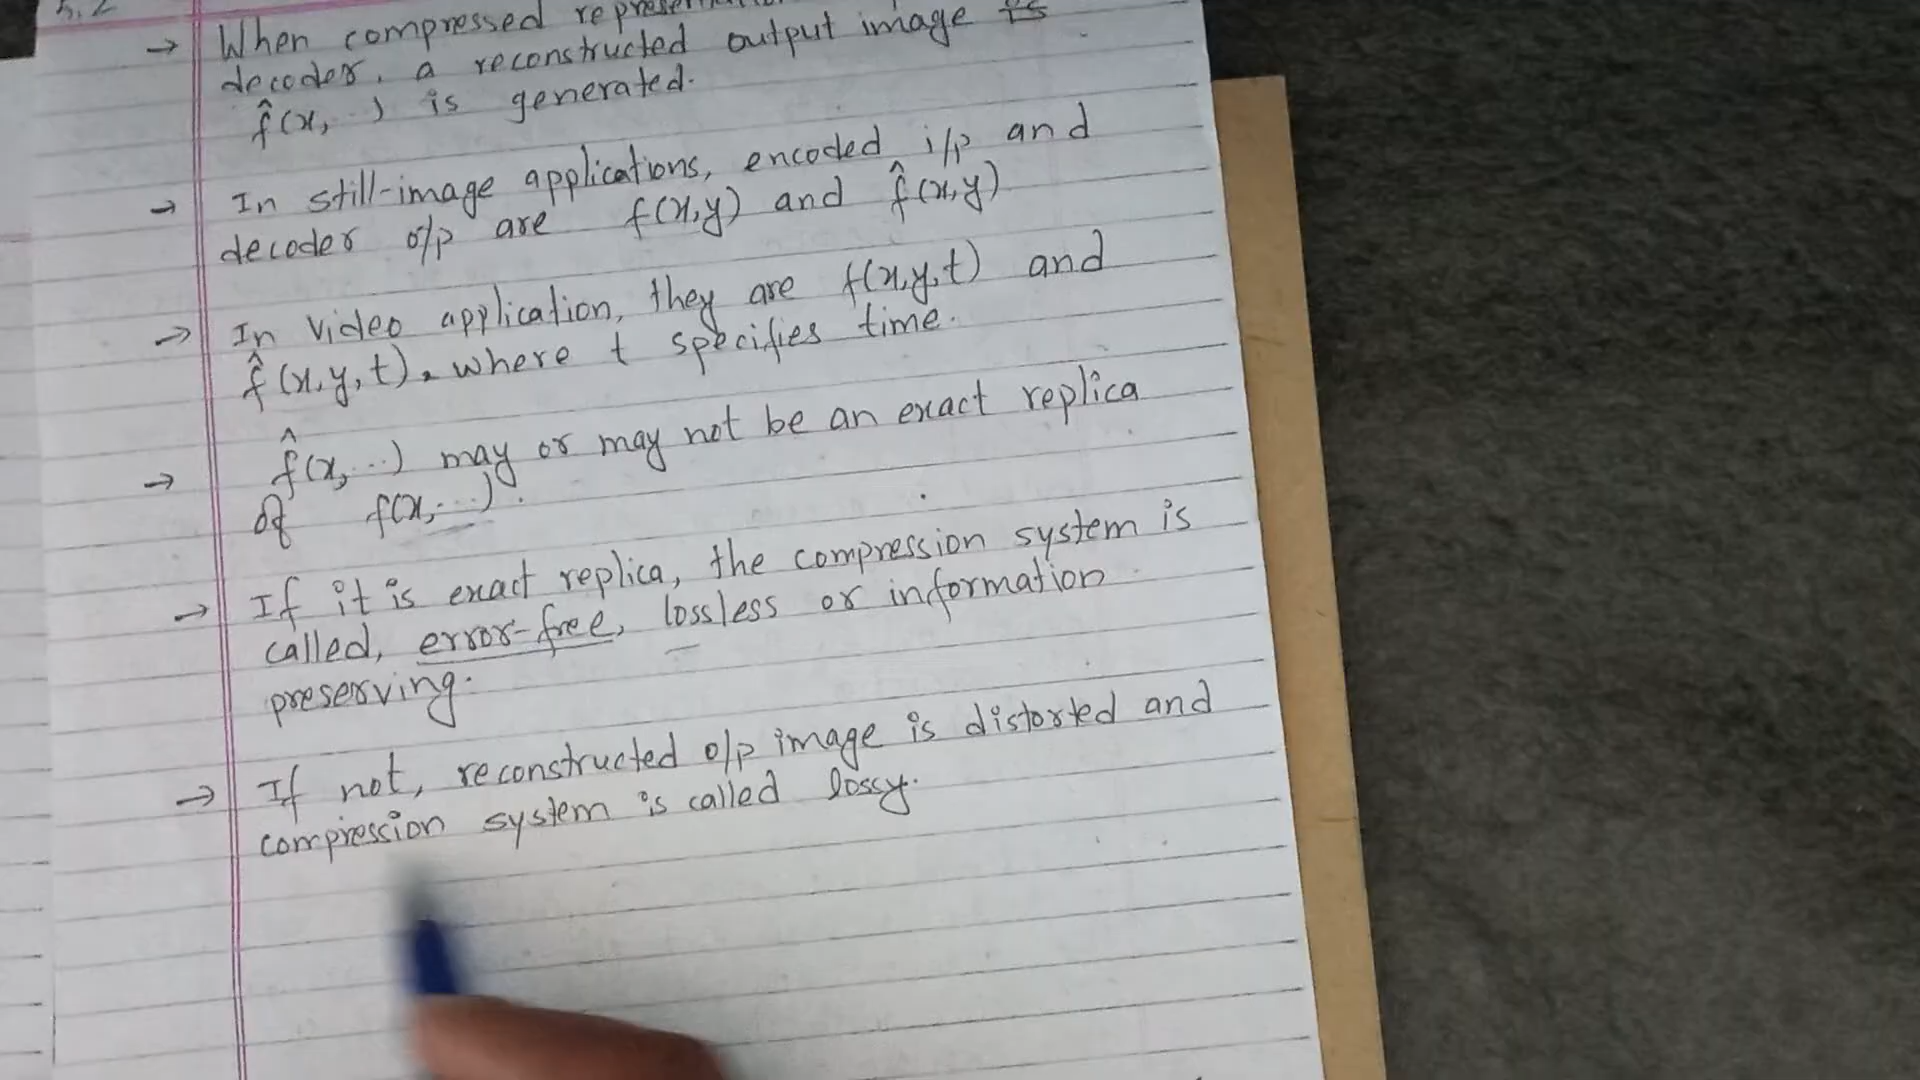 → When compressed
decoder, a reconstructed output image is
f̂(x, ..) is generated.
→ In still-image applications, encoded i/p and
decoder o/p are f(x,y) and f̂(x,y)
→ In video application, they are f(x,y,t) and
f̂(x,y,t), where t specifies time.
→ f̂(x,...) may or may not be an exact replica
of f(x,...).
→ If it is exact replica, the compression system is
called, error-free, lossless or information
preserving.
→ If not, reconstructed o/p image is distorted and
compression system is called lossy.